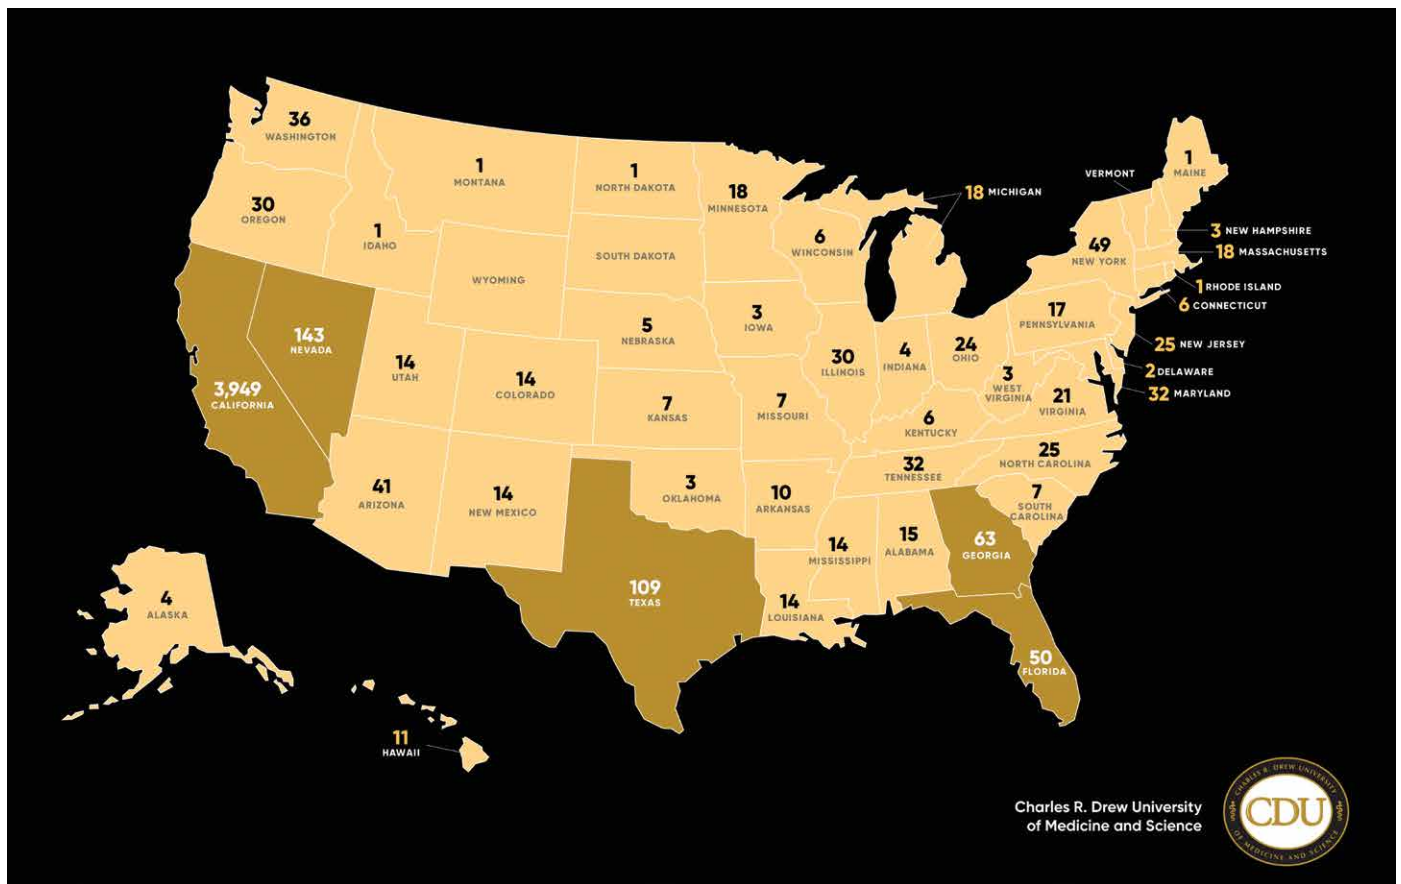 36
WASHINGTON
1
MONTANA
1
NORTH DAKOTA
18
MINNESOTA
18 MICHIGAN
VERMONT
1
MAINE
30
OREGON
1
IDAHO
WYOMING
SOUTH DAKOTA
6
WISCONSIN
49
NEW YORK
3 NEW HAMPSHIRE
18 MASSACHUSETTS
1 RHODE ISLAND
6 CONNECTICUT
143
NEVADA
3,949
CALIFORNIA
14
UTAH
14
COLORADO
5
NEBRASKA
3
IOWA
30
ILLINOIS
4
INDIANA
24
OHIO
17
PENNSYLVANIA
25 NEW JERSEY
2 DELAWARE
32 MARYLAND
3
WEST
VIRGINIA
21
VIRGINIA
7
KANSAS
7
MISSOURI
6
KENTUCKY
41
ARIZONA
14
NEW MEXICO
3
OKLAHOMA
10
ARKANSAS
32
TENNESSEE
25
NORTH CAROLINA
7
SOUTH
CAROLINA
109
TEXAS
14
LOUISIANA
14
MISSISSIPPI
15
ALABAMA
63
GEORGIA
50
FLORIDA
4
ALASKA
11
HAWAII
Charles R. Drew University
of Medicine and Science
CHARLES R. DREW UNIVERSITY
CDU
OF MEDICINE AND SCIENCE